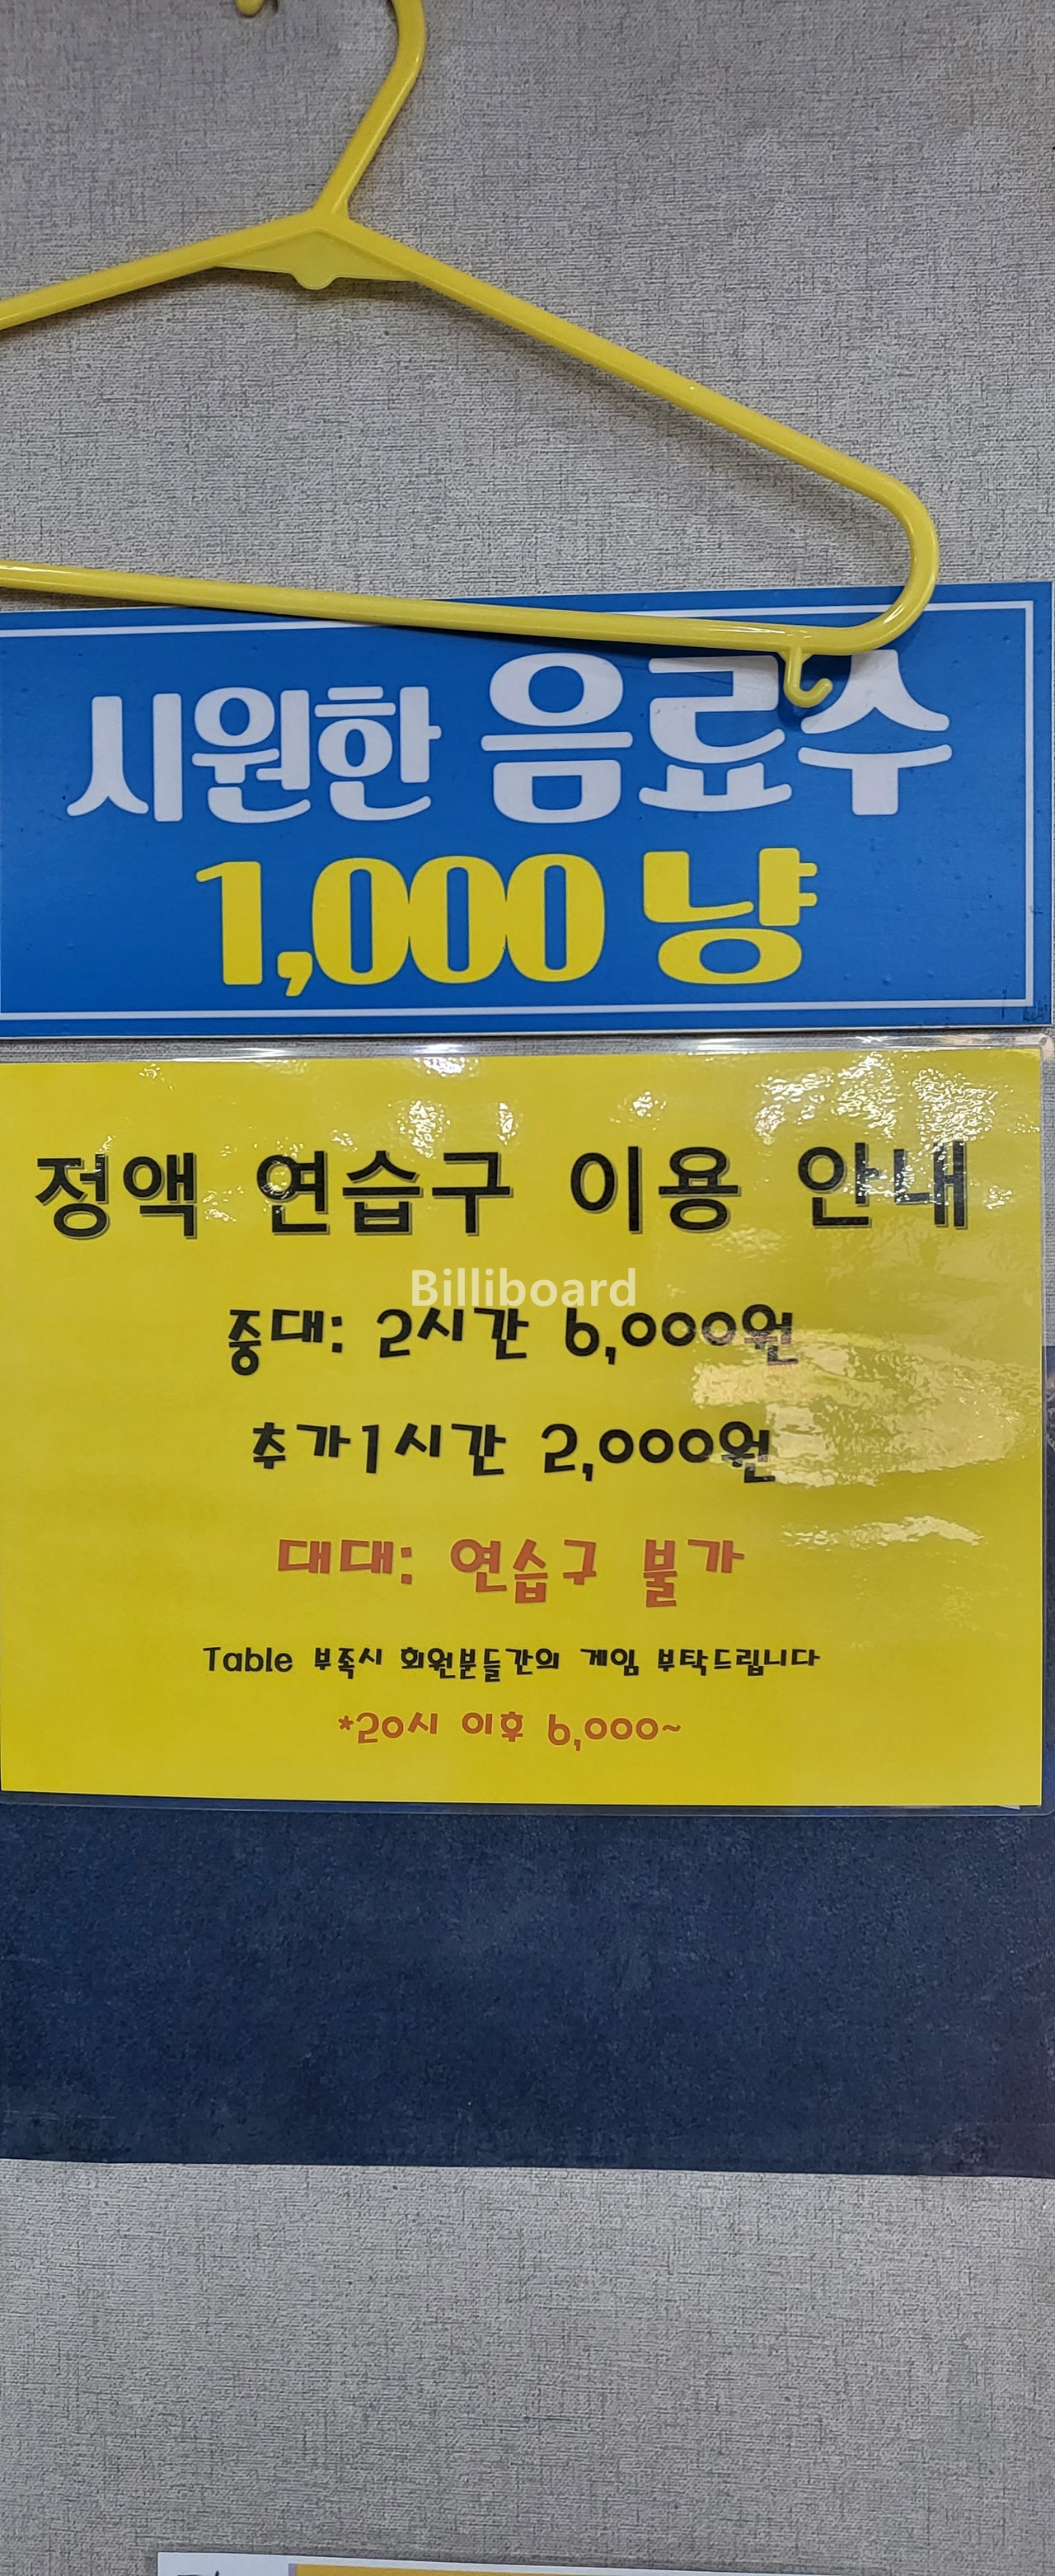 시원한 음료수
1,000 냥
정액 연습구 이용 안내
Billiboard
중대: 2시간 6,000원
추가1시간 2,000원
대대: 연습구 불가
Table 부족시 회원분들간의 게임 부탁드립니다
*20시 이후 6,000~